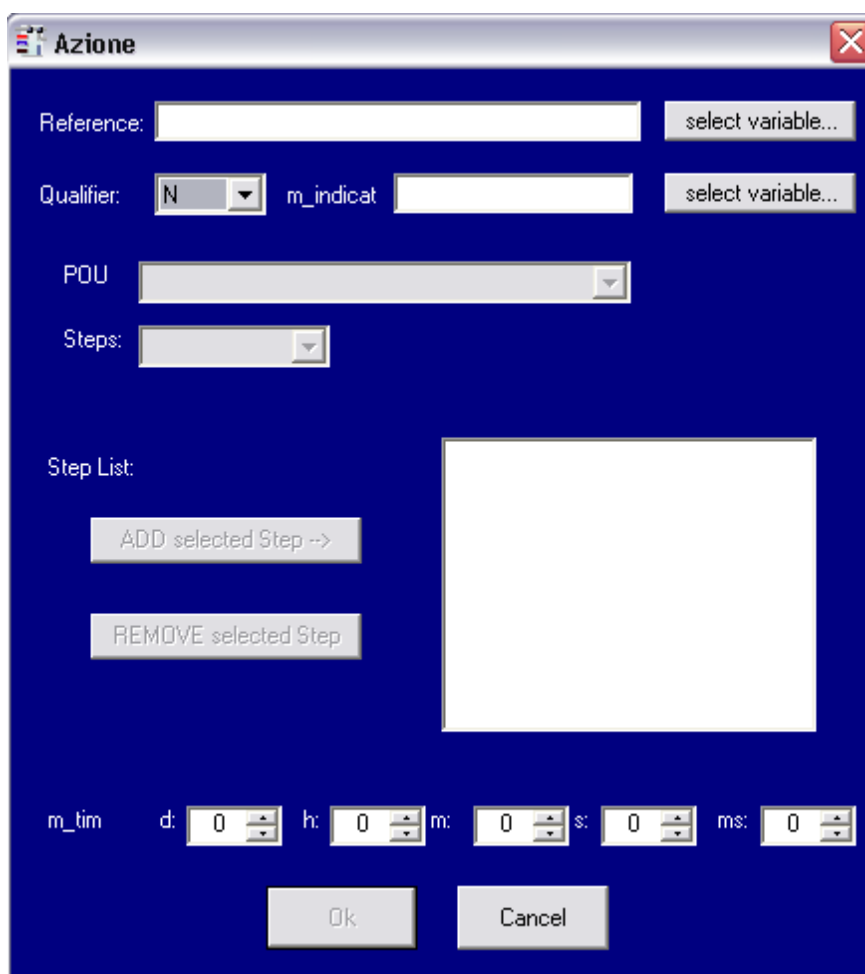 Azione
Reference: select variable...
Qualifier: N m_indicat select variable...
POU
Steps:
Step List:
ADD selected Step -->
REMOVE selected Step
m_tim d: 0 h: 0 m: 0 s: 0 ms: 0
Ok Cancel